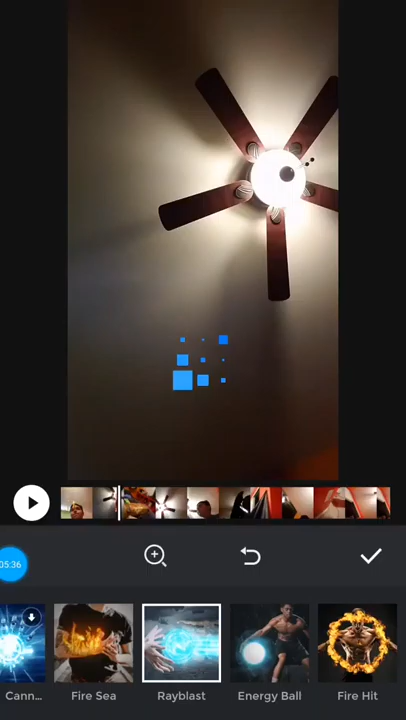 05:36
Cann...
Fire Sea
Rayblast
Energy Ball
Fire Hit